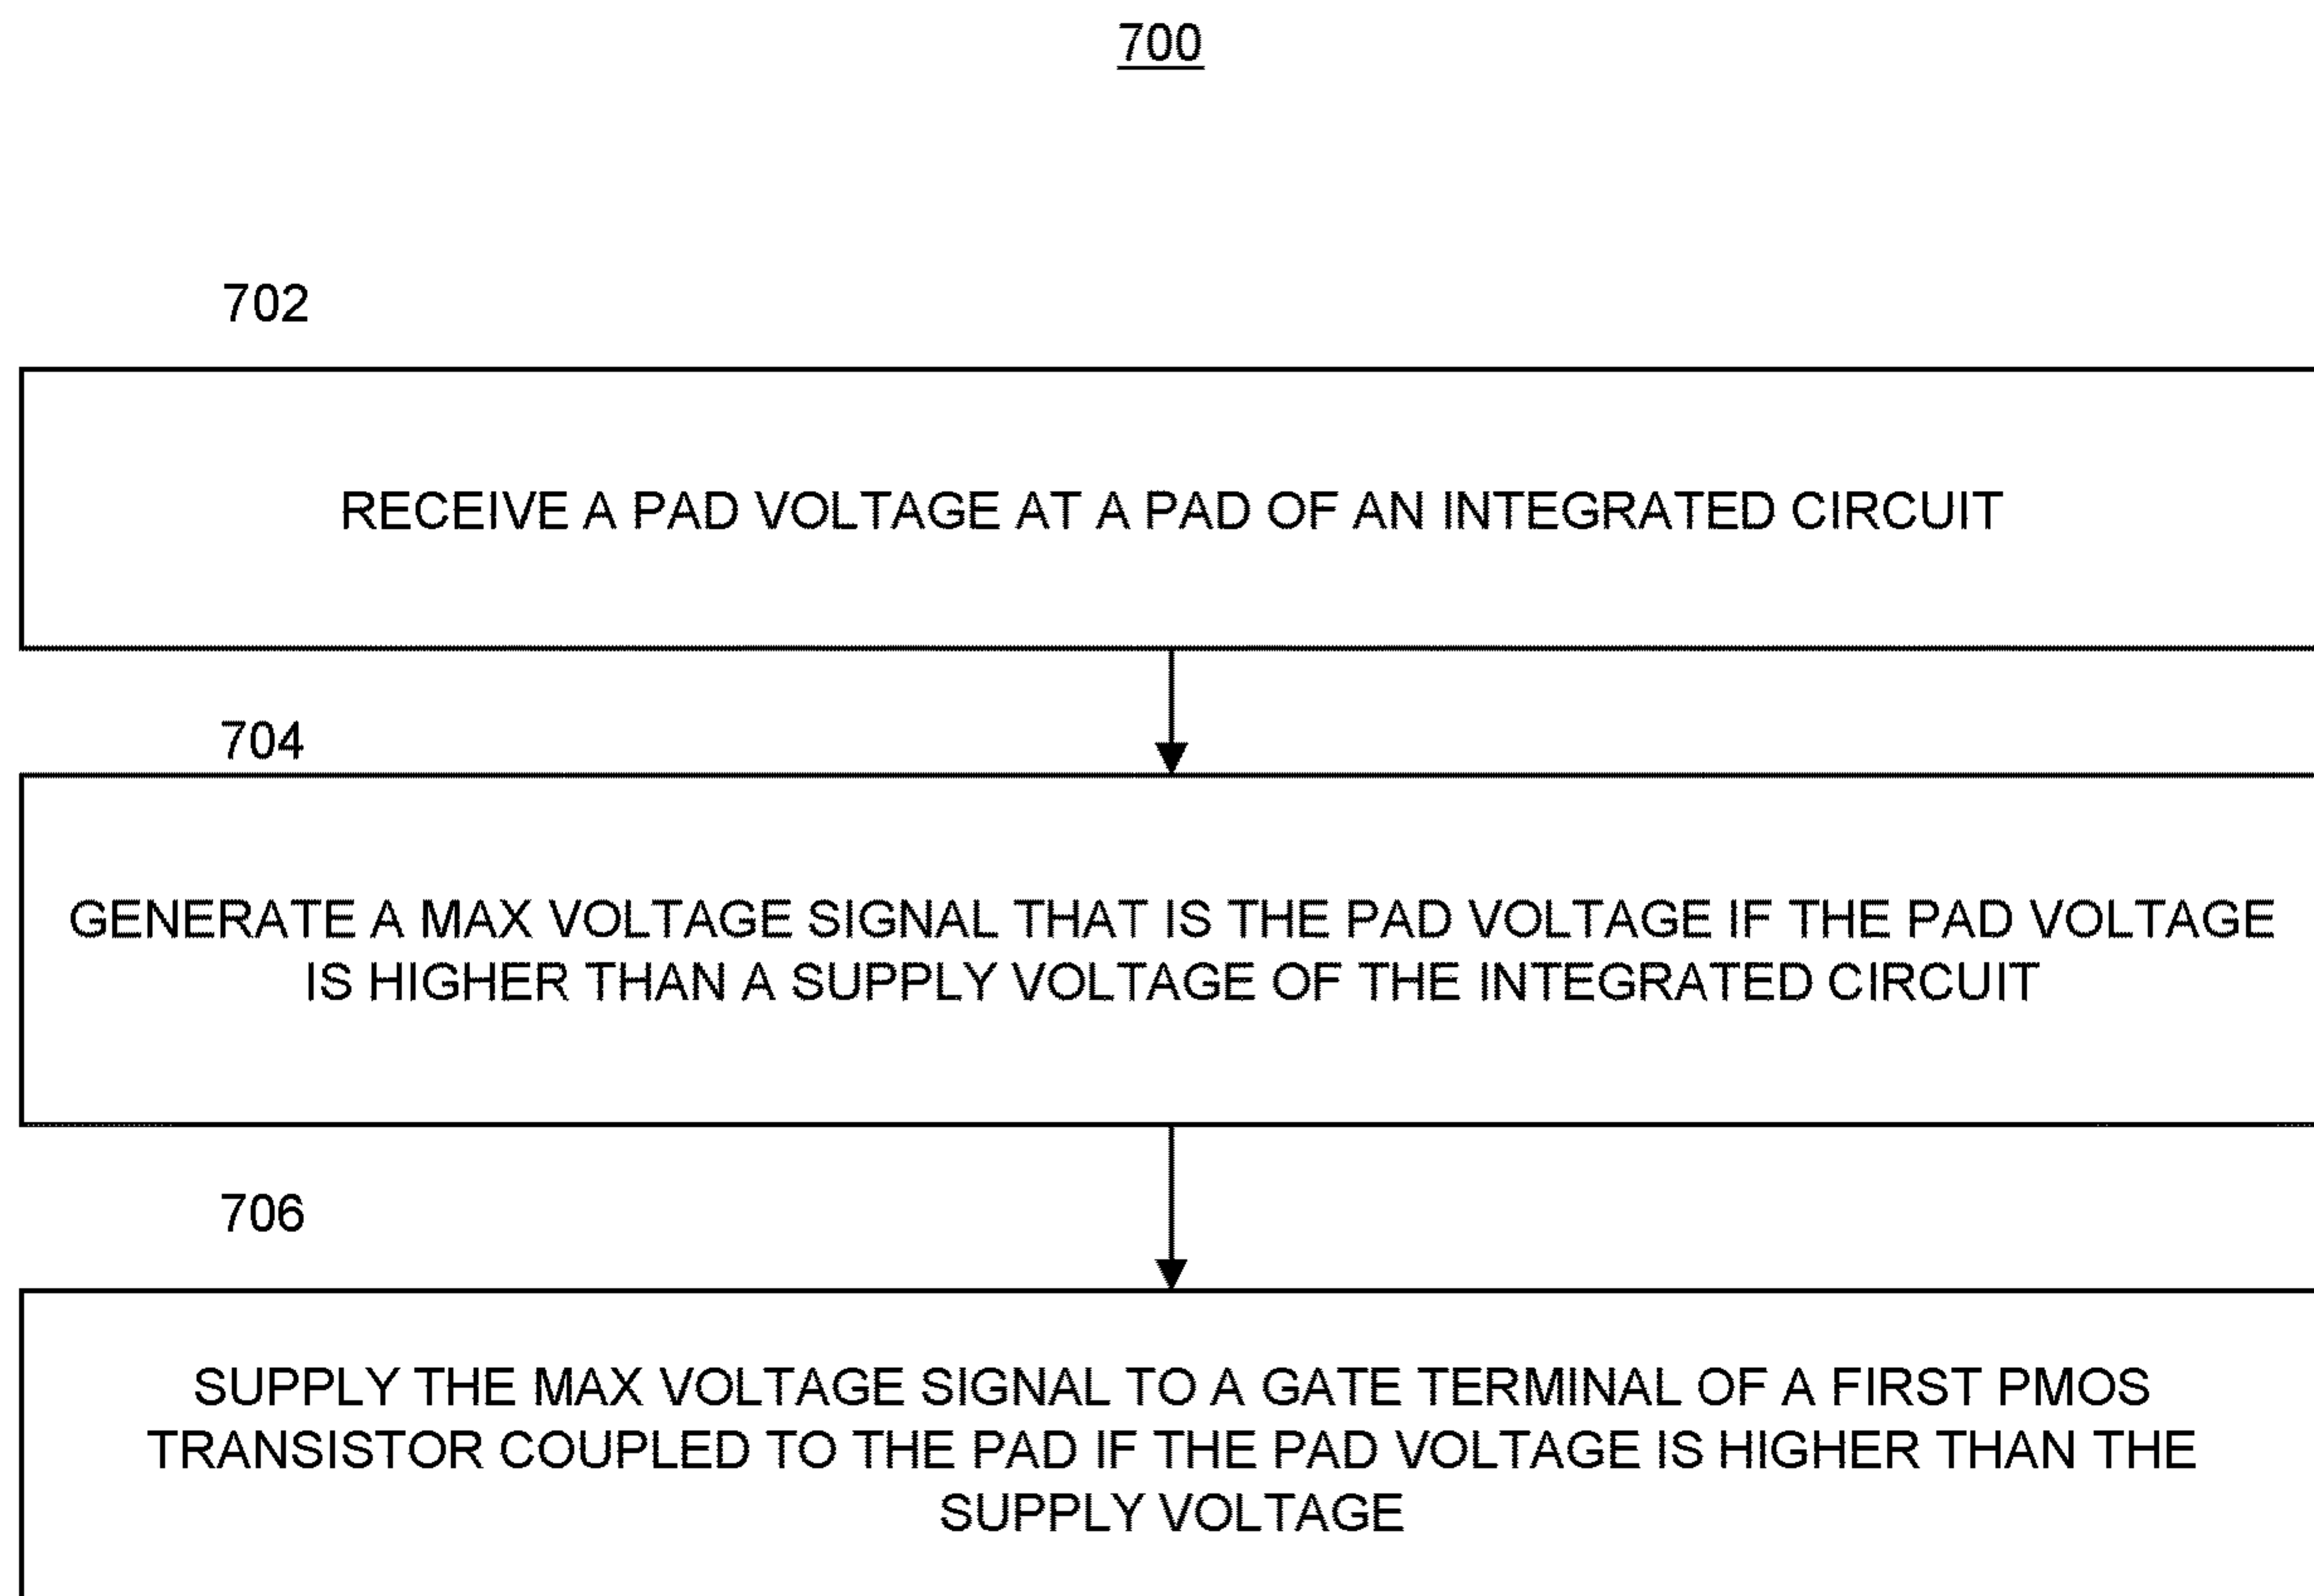 700
702
RECEIVE A PAD VOLTAGE AT A PAD OF AN INTEGRATED CIRCUIT
704
GENERATE A MAX VOLTAGE SIGNAL THAT IS THE PAD VOLTAGE IF THE PAD VOLTAGE
IS HIGHER THAN A SUPPLY VOLTAGE OF THE INTEGRATED CIRCUIT
706
SUPPLY THE MAX VOLTAGE SIGNAL TO A GATE TERMINAL OF A FIRST PMOS
TRANSISTOR COUPLED TO THE PAD IF THE PAD VOLTAGE IS HIGHER THAN THE
SUPPLY VOLTAGE